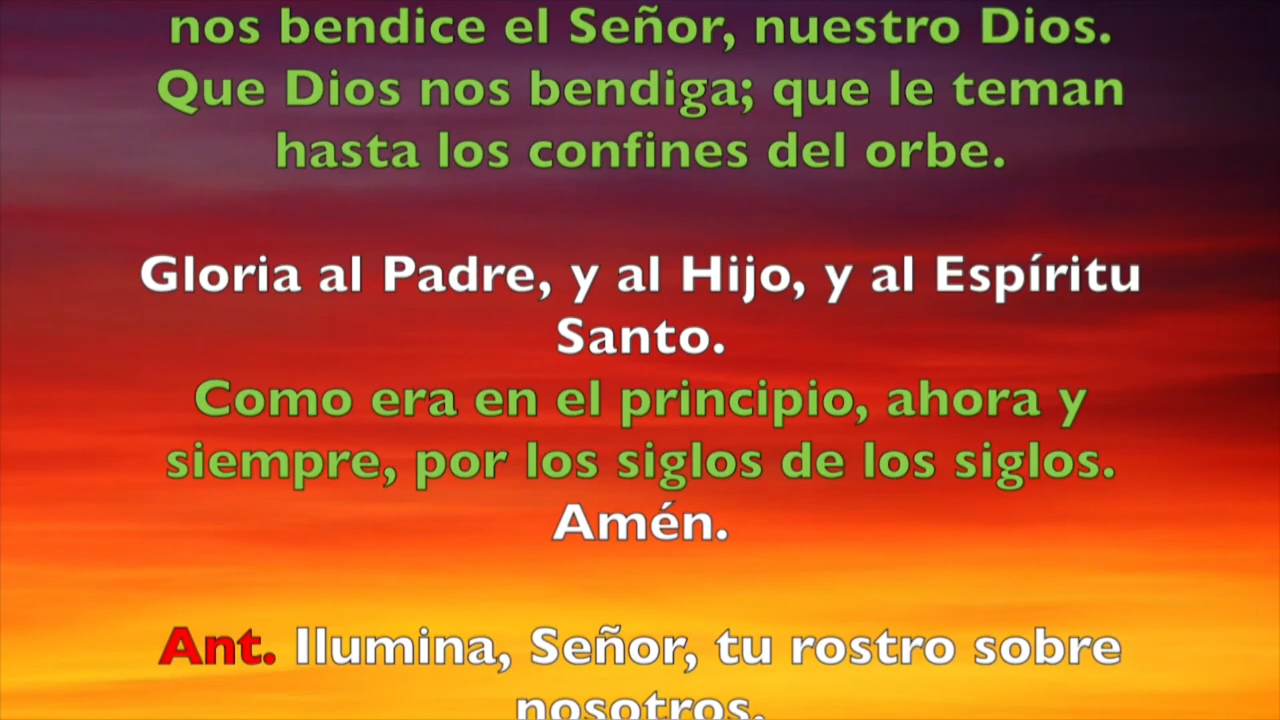 nos bendice el Señor, nuestro Dios.
Que Dios nos bendiga; que le teman
hasta los confines del orbe.
Gloria al Padre, y al Hijo, y al Espíritu
Santo.
Como era en el principio, ahora y
siempre, por los siglos de los siglos.
Amén.
Ant. Ilumina, Señor, tu rostro sobre
nosotros.